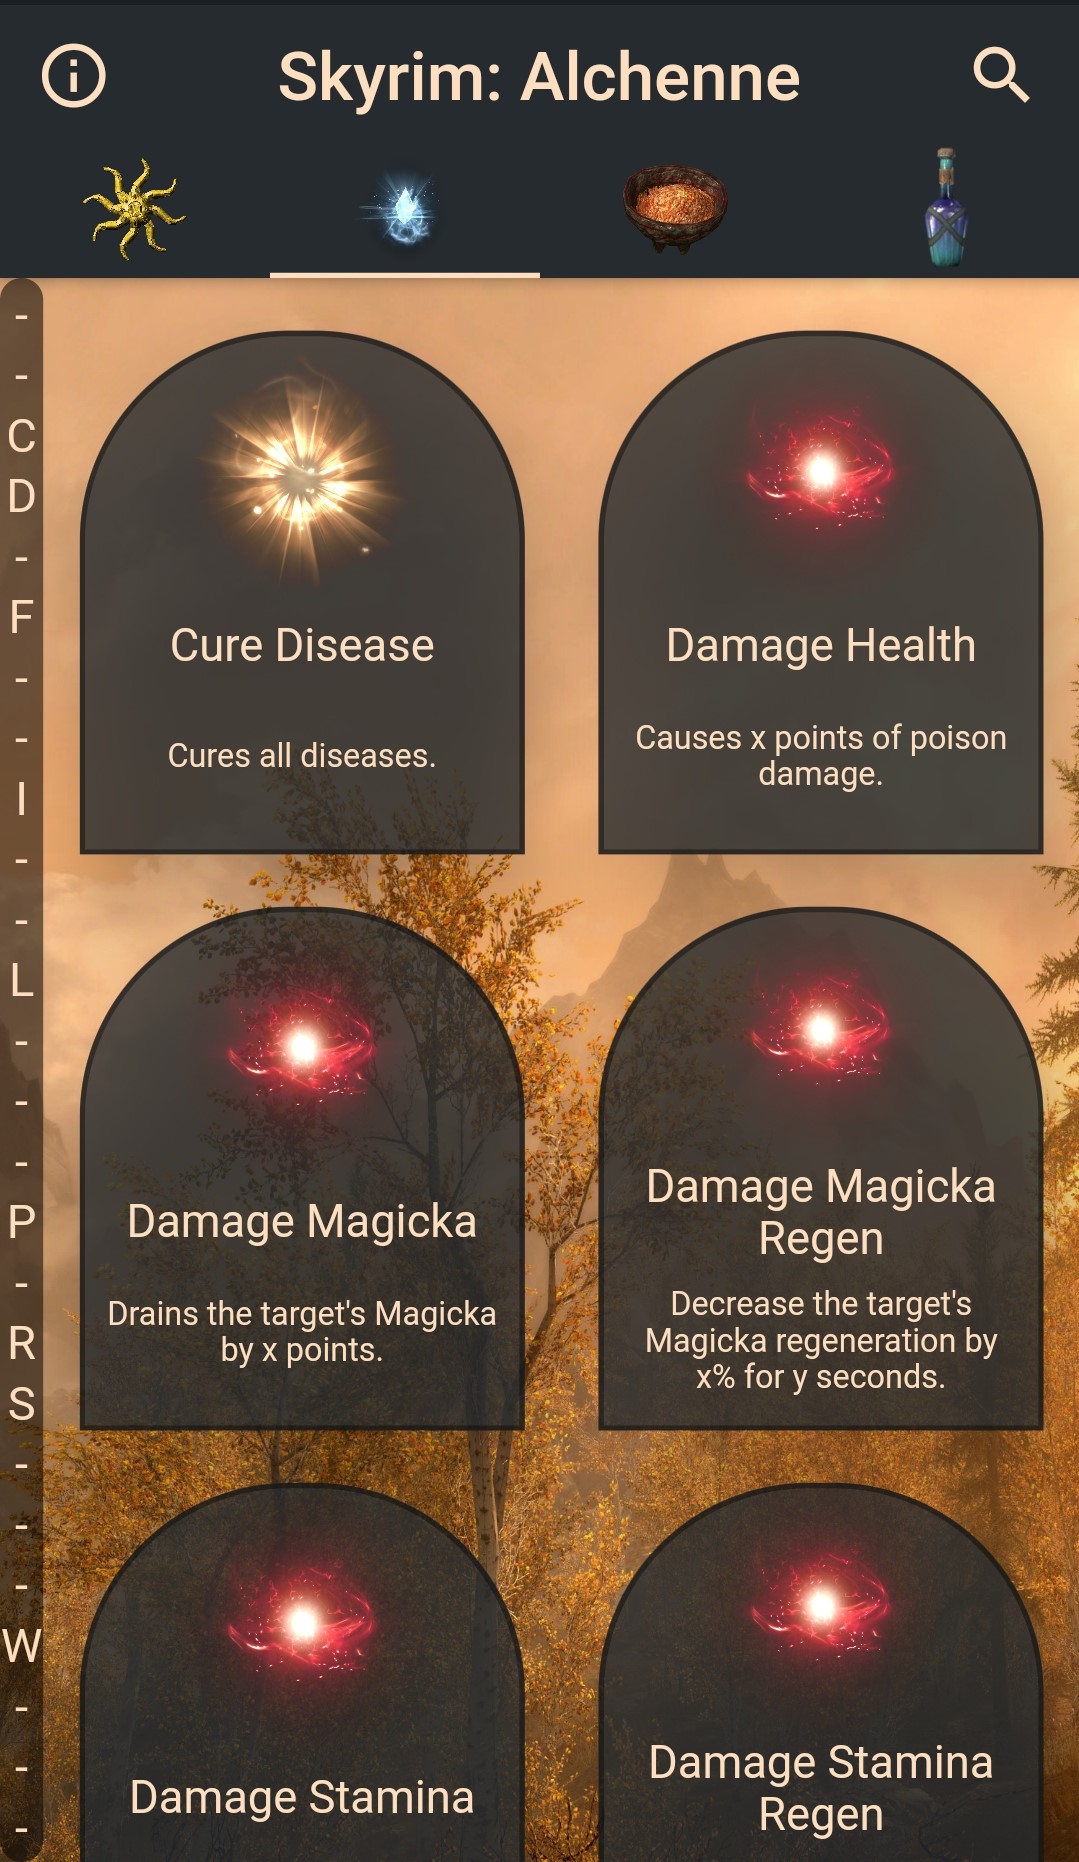 Skyrim: Alchenne
-
-
C
D
-
F
-
-
I
-
-
L
-
-
-
P
-
R
S
-
-
-
W
-
-
-
Cure Disease
Cures all diseases.
Damage Health
Causes x points of poison
damage.
Damage Magicka
Drains the target's Magicka
by x points.
Damage Magicka
Regen
Decrease the target's
Magicka regeneration by
x% for y seconds.
Damage Stamina
Damage Stamina
Regen